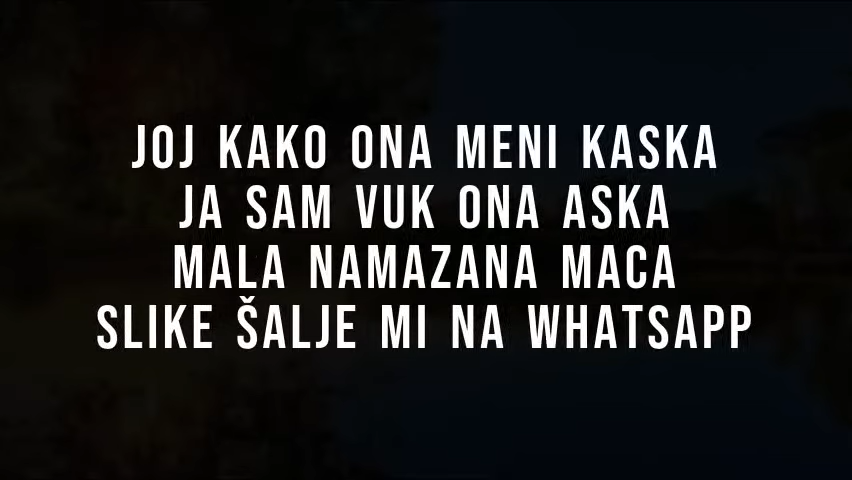 JOJ KAKO ONA MENI KASKA
JA SAM VUK ONA ASKA
MALA NAMAZANA MACA
SLIKE ŠALJE MI NA WHATSAPP